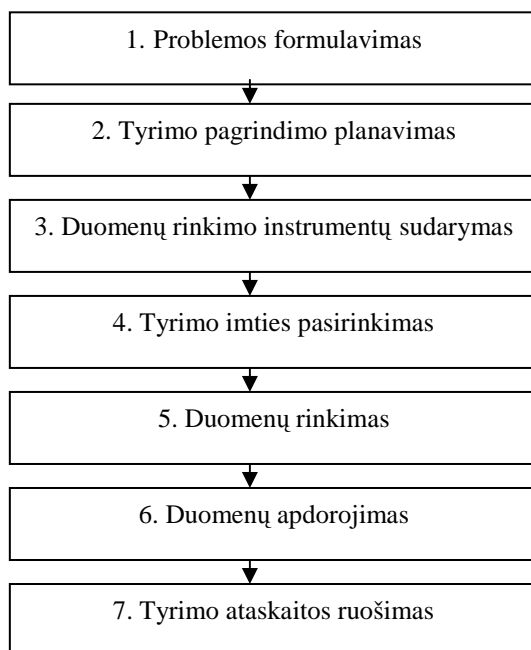 1. Problemos formulavimas
2. Tyrimo pagrindimo planavimas
3. Duomenų rinkimo instrumentų sudarymas
4. Tyrimo imties pasirinkimas
5. Duomenų rinkimas
6. Duomenų apdorojimas
7. Tyrimo ataskaitos ruošimas